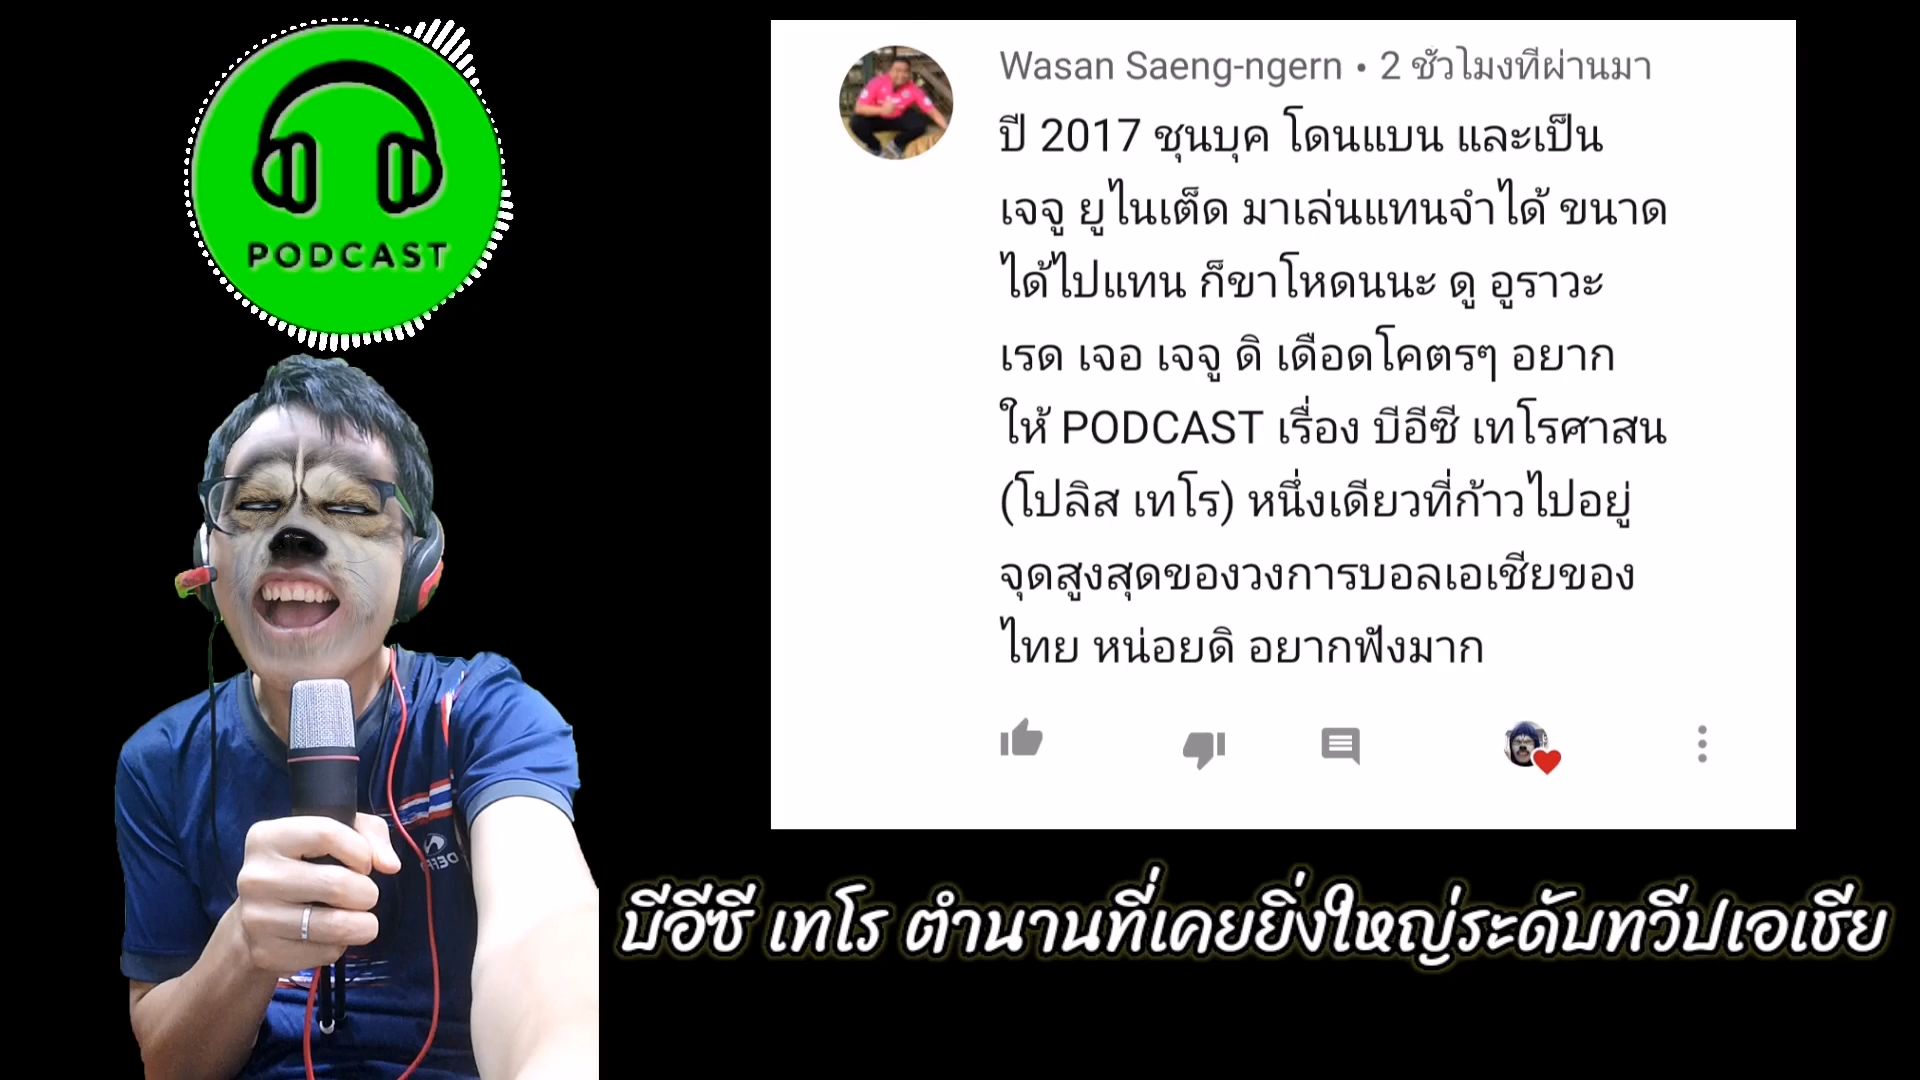 PODCAST
Wasan Saeng-ngern • 2 ชั่วโมงที่ผ่านมา
ปี 2017 ชุนบุค โดนแบน และเป็น
เจจู ยูไนเต็ด มาเล่นแทนจำได้ ขนาด
ได้ไปแทน ก็ขาโหดนนะ ดู อูราวะ
เรด เจอ เจจู ดิ เดือดโคตรๆ อยาก
ให้ PODCAST เรื่อง บีอีซี เทโรศาสน
(โปลิส เทโร) หนึ่งเดียวที่ก้าวไปอยู่
จุดสูงสุดของวงการบอลเอเชียของ
ไทย หน่อยดิ อยากฟังมาก
บีอีซี เทโร ตำนานที่เคยยิ่งใหญ่ระดับทวีปเอเชีย